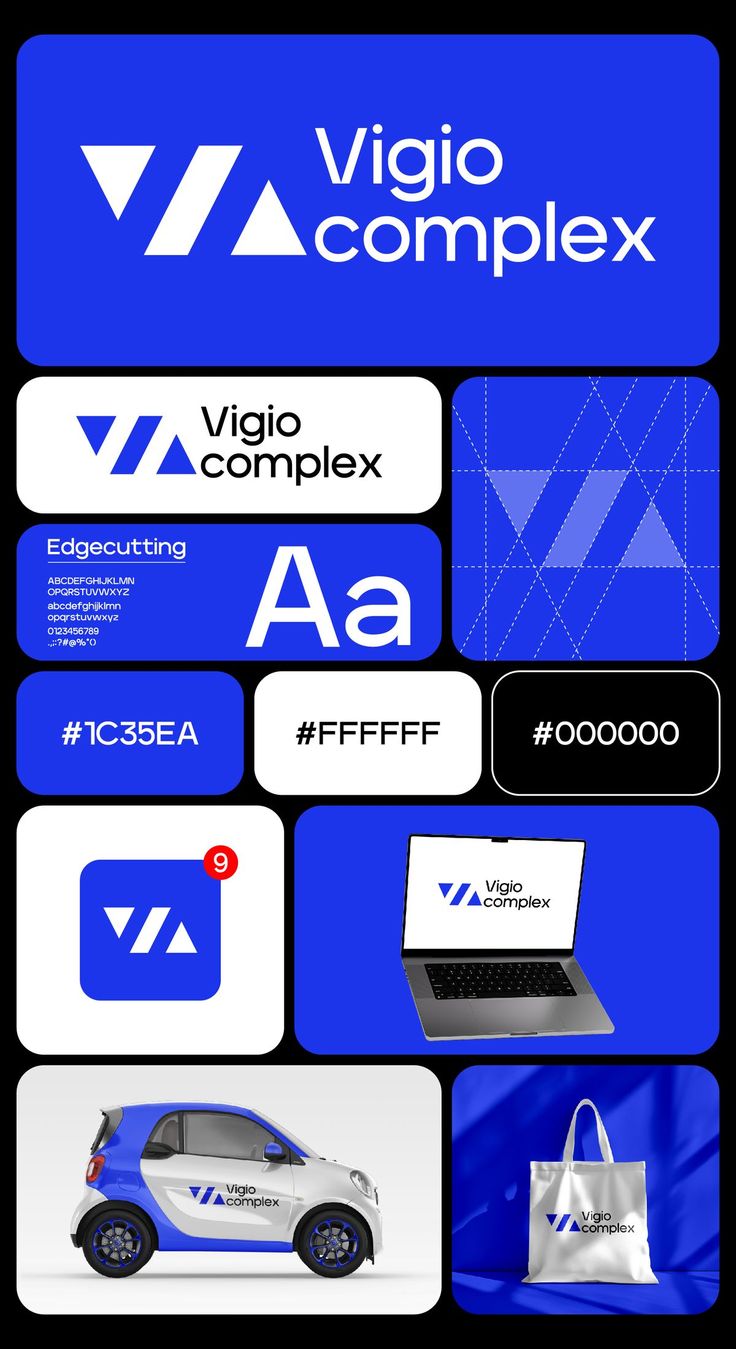 Vigio
complex
Vigio
complex
Edgecutting
ABCDEFGHIJKLMN
OPQRSTUVWXYZ
abcdefghijklmn
opqrstuvwxyz
0123456789
.,;:?#@%"()
Aa
#1C35EA
#FFFFFF
#000000
9
Vigio
complex
Vigio
complex
Vigio
complex